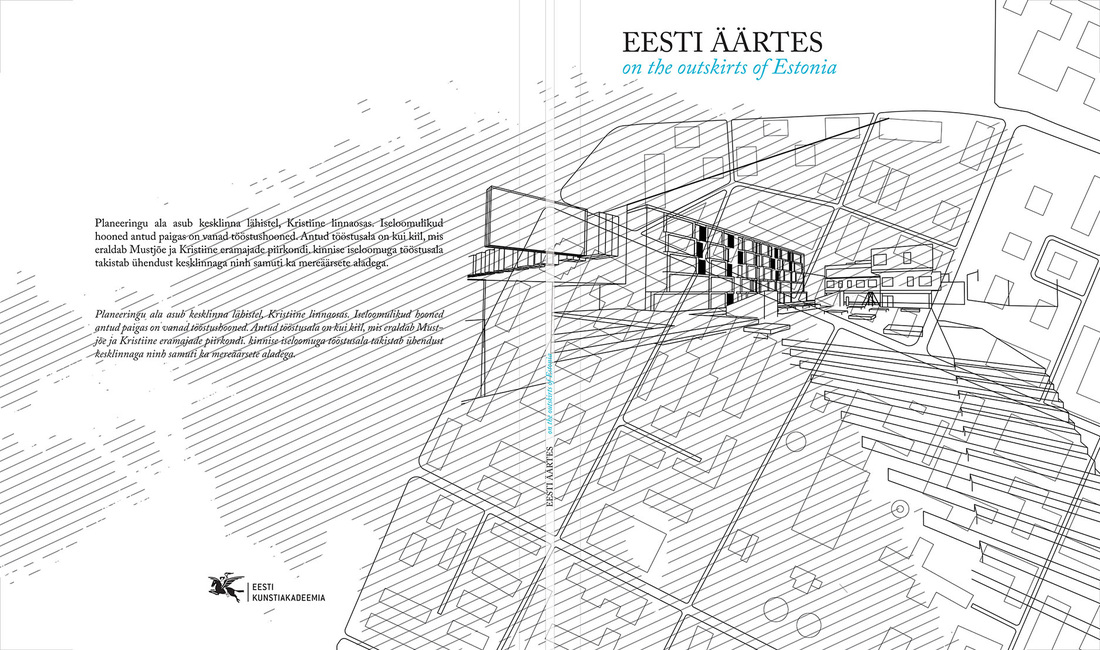 EESTI ÄÄRTES
on the outskirts of Estonia
Planeeringu ala asub kesklinna lähistel, Kristiine linnaosas. Iseloomulikud
hooned antud paigas on vanad tööstushooned. Antud tööstusala on kui kiil, mis
eraldab Mustjõe ja Kristiine eramajade piirkondi, kinnise iseloomuga tööstusala
takistab ühendust kesklinnaga ninh samuti ka mereäärsete aladega.
Planeeringu ala asub kesklinna lähistel, Kristiine linnaosas. Iseloomulikud hooned
antud paigas on vanad tööstushooned. Antud tööstusala on kui kiil, mis eraldab Must-
jõe ja Kristiine eramajade piirkondi, kinnise iseloomuga tööstusala takistab ühendust
kesklinnaga ninh samuti ka mereäärsete aladega.
EESTI ÄÄRTES on the outskirts of Estonia
EESTI
KUNSTIAKADEEMIA